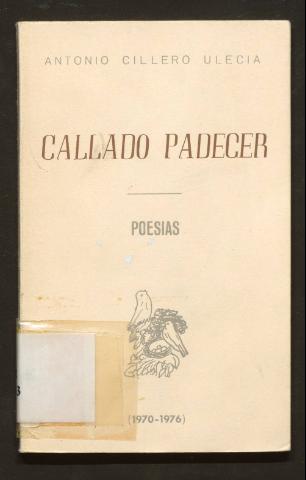 ANTONIO CILLERO ULECIA
CALLADO PADECER
POESIAS
(1970-1976)